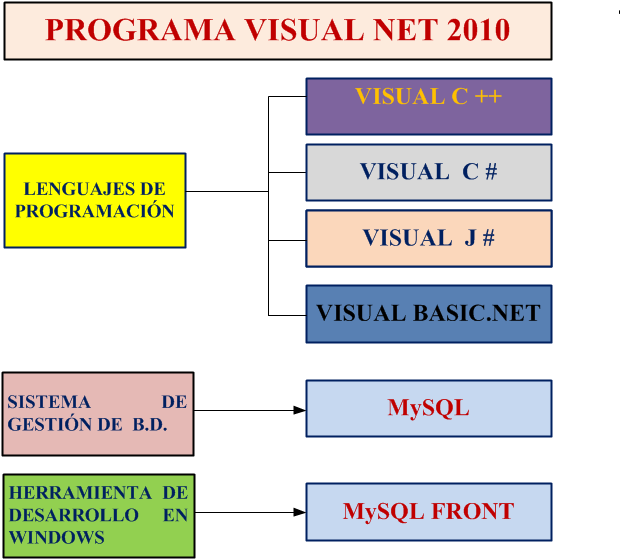 PROGRAMA VISUAL NET 2010
VISUAL C ++
LENGUAJES DE
PROGRAMACIÓN
VISUAL C #
VISUAL J #
VISUAL BASIC.NET
SISTEMA DE
GESTIÓN DE B.D.
MySQL
HERRAMIENTA DE
DESARROLLO EN
WINDOWS
MySQL FRONT